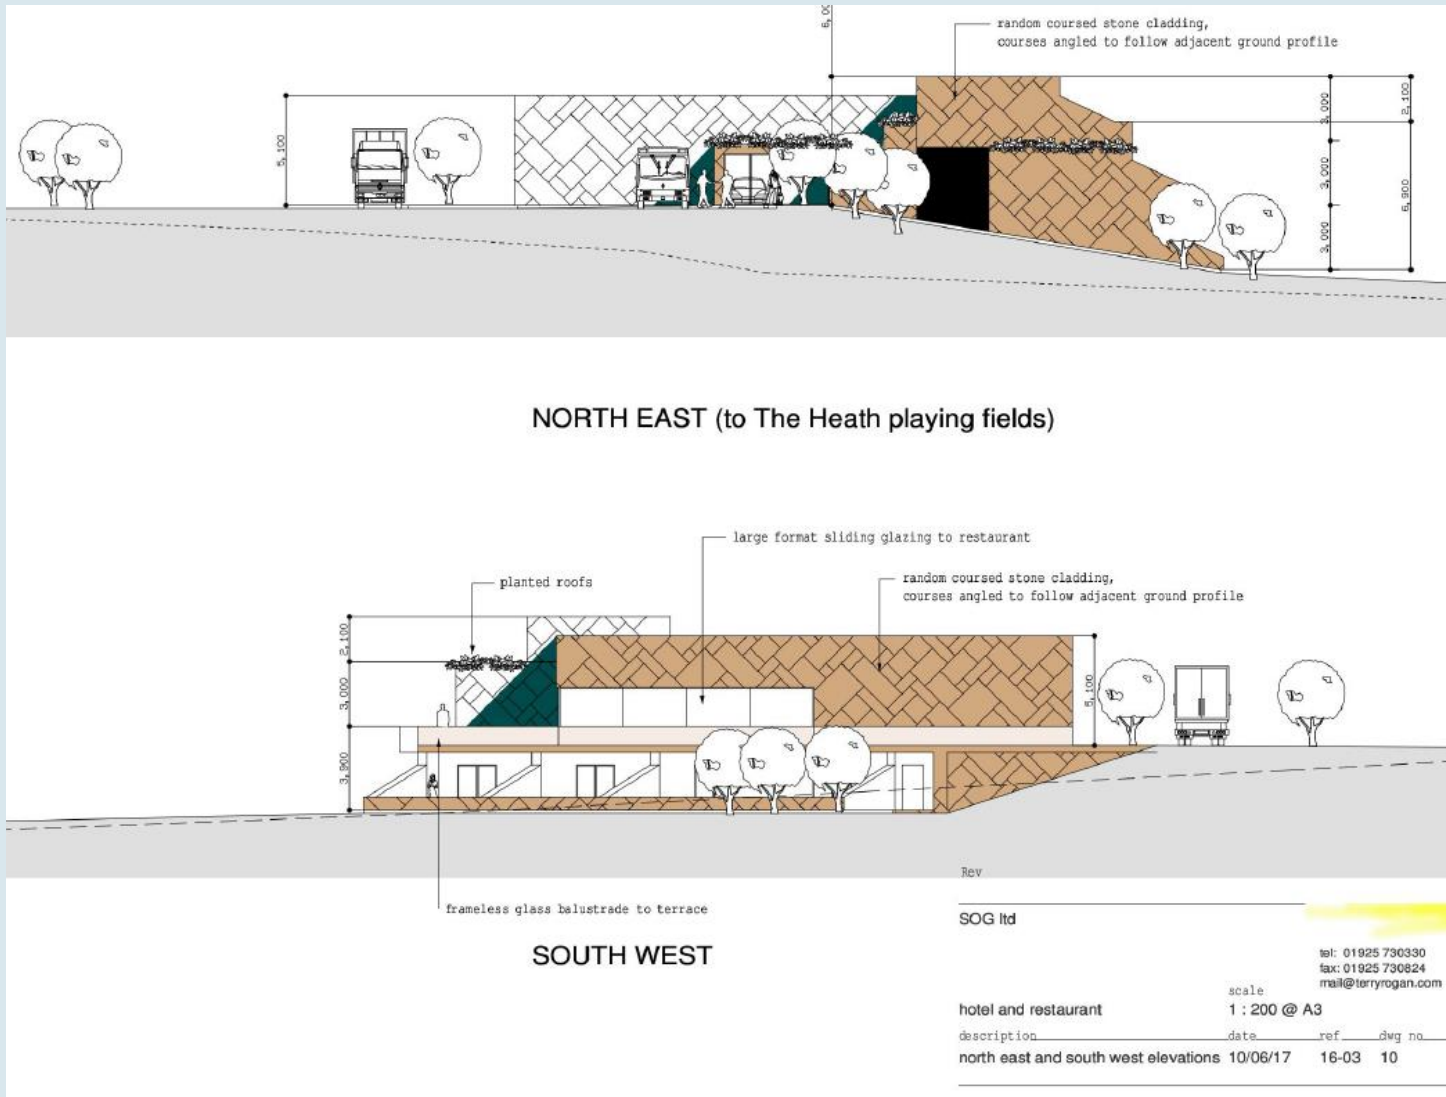 6,00
random coursed stone cladding,
courses angled to follow adjacent ground profile
5,100
3,000
2,100
3,000
6,900
3,000
NORTH EAST (to The Heath playing fields)
large format sliding glazing to restaurant
planted roofs
random coursed stone cladding,
courses angled to follow adjacent ground profile
2,100
3,000
5,100
3,900
frameless glass balustrade to terrace
SOUTH WEST
Rev
SOG ltd
tel: 01925 730330
fax: 01925 730824
mail@terryrogan.com
scale
hotel and restaurant 1 : 200 @ A3
description date ref dwg no
north east and south west elevations 10/06/17 16-03 10